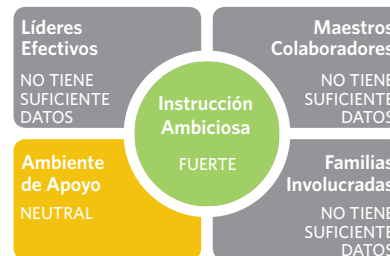 Líderes
Efectivos
NO TIENE
SUFICIENTE
DATOS
Maestros
Colaboradores
NO TIENE
SUFICIENTE
DATOS
Instrucción
Ambiciosa
FUERTE
Ambiente
de Apoyo
NEUTRAL
Familias
Involucradas
NO TIENE
SUFICIENTE
DATOS